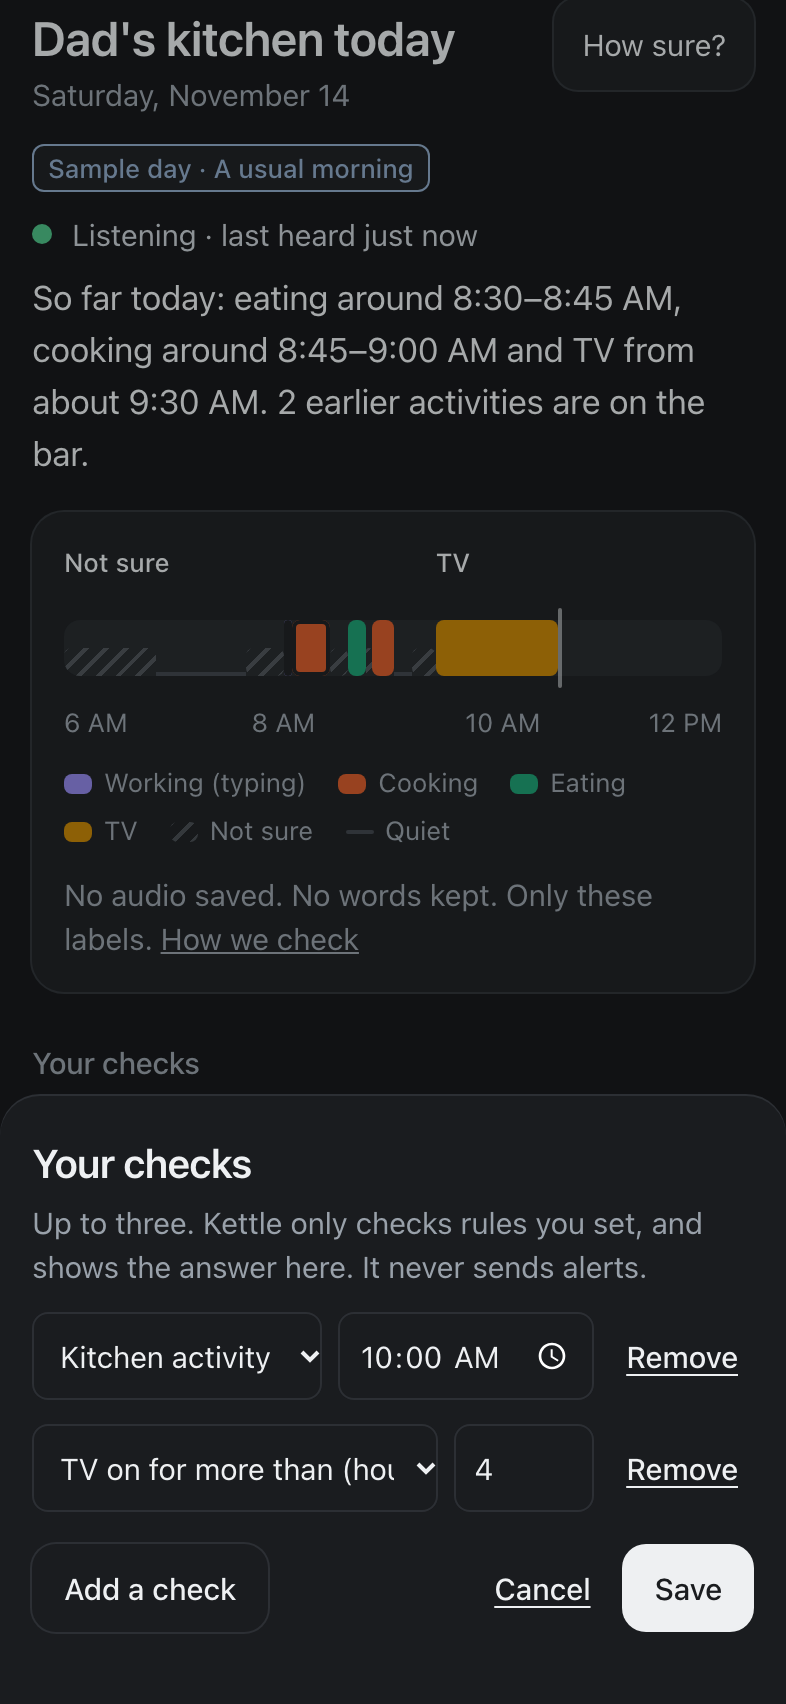 Dad's kitchen today
How sure?
Saturday, November 14
Sample day · A usual morning
Listening · last heard just now
So far today: eating around 8:30–8:45 AM,
cooking around 8:45–9:00 AM and TV from
about 9:30 AM. 2 earlier activities are on the
bar.
Not sure TV
6 AM 8 AM 10 AM 12 PM
Working (typing) Cooking Eating
TV Not sure Quiet
No audio saved. No words kept. Only these
labels. How we check
Your checks
Your checks
Up to three. Kettle only checks rules you set, and
shows the answer here. It never sends alerts.
Kitchen activity 10:00 AM Remove
TV on for more than (hou 4 Remove
Add a check Cancel Save